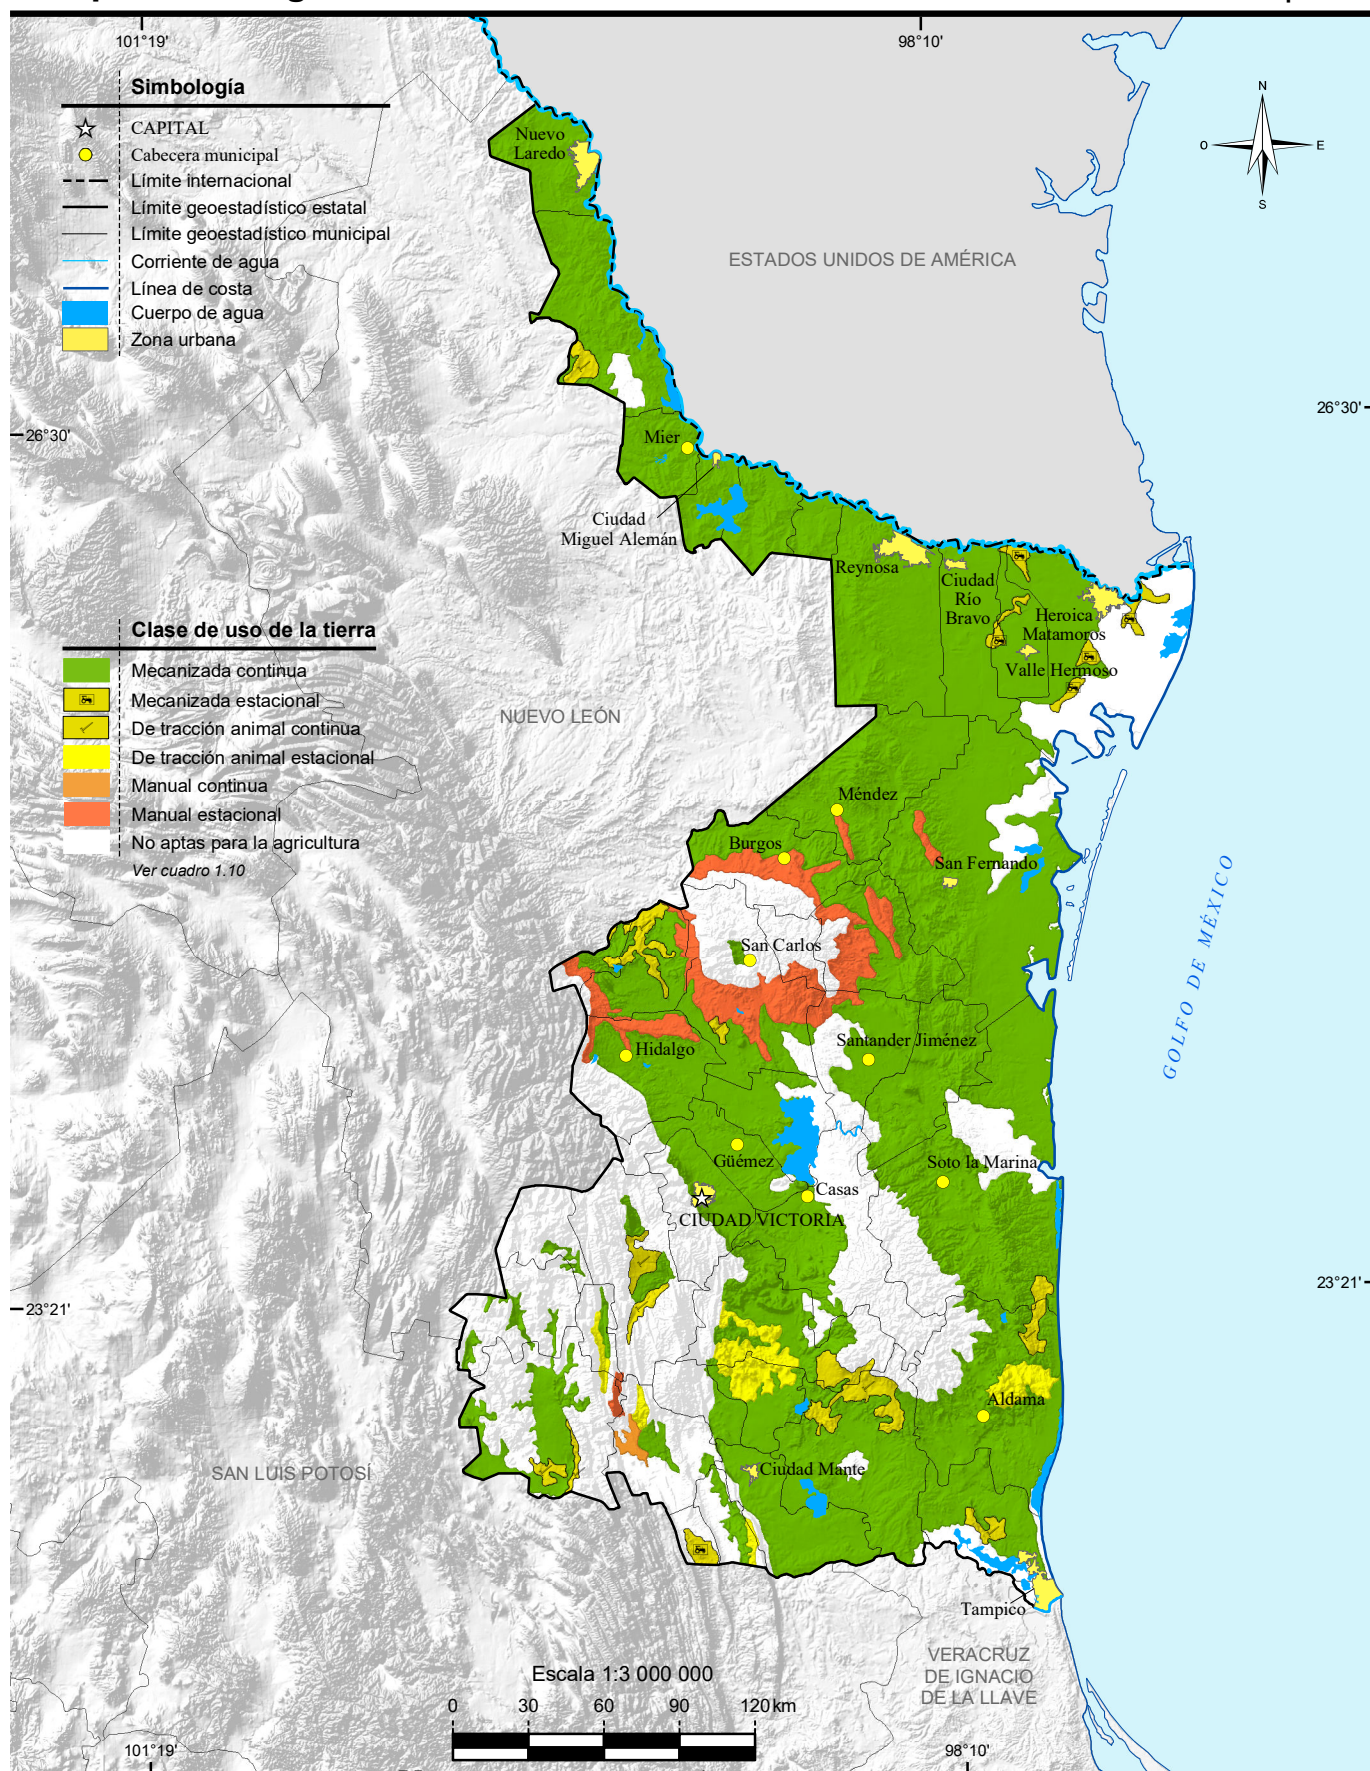 101°19'
98°10'
Simbología
CAPITAL
Cabecera municipal
Límite internacional
Límite geoestadístico estatal
Límite geoestadístico municipal
Corriente de agua
Línea de costa
Cuerpo de agua
Zona urbana
N
O
E
S
Nuevo
Laredo
ESTADOS UNIDOS DE AMÉRICA
26°30'
26°30'
Mier
Ciudad
Miguel Alemán
Reynosa
Ciudad
Río
Bravo
Heroica
Matamoros
Valle Hermoso
Clase de uso de la tierra
Mecanizada continua
Mecanizada estacional
De tracción animal continua
De tracción animal estacional
Manual continua
Manual estacional
No aptas para la agricultura
Ver cuadro 1.10
NUEVO LEÓN
Méndez
Burgos
San Fernando
San Carlos
GOLFO DE MÉXICO
Santander Jiménez
Hidalgo
Güémez
Soto la Marina
Casas
CIUDAD VICTORIA
23°21'
23°21'
Aldama
SAN LUIS POTOSÍ
Ciudad Mante
Tampico
VERACRUZ
DE IGNACIO
DE LA LLAVE
Escala 1:3 000 000
0 30 60 90 120 km
101°19'
98°10'